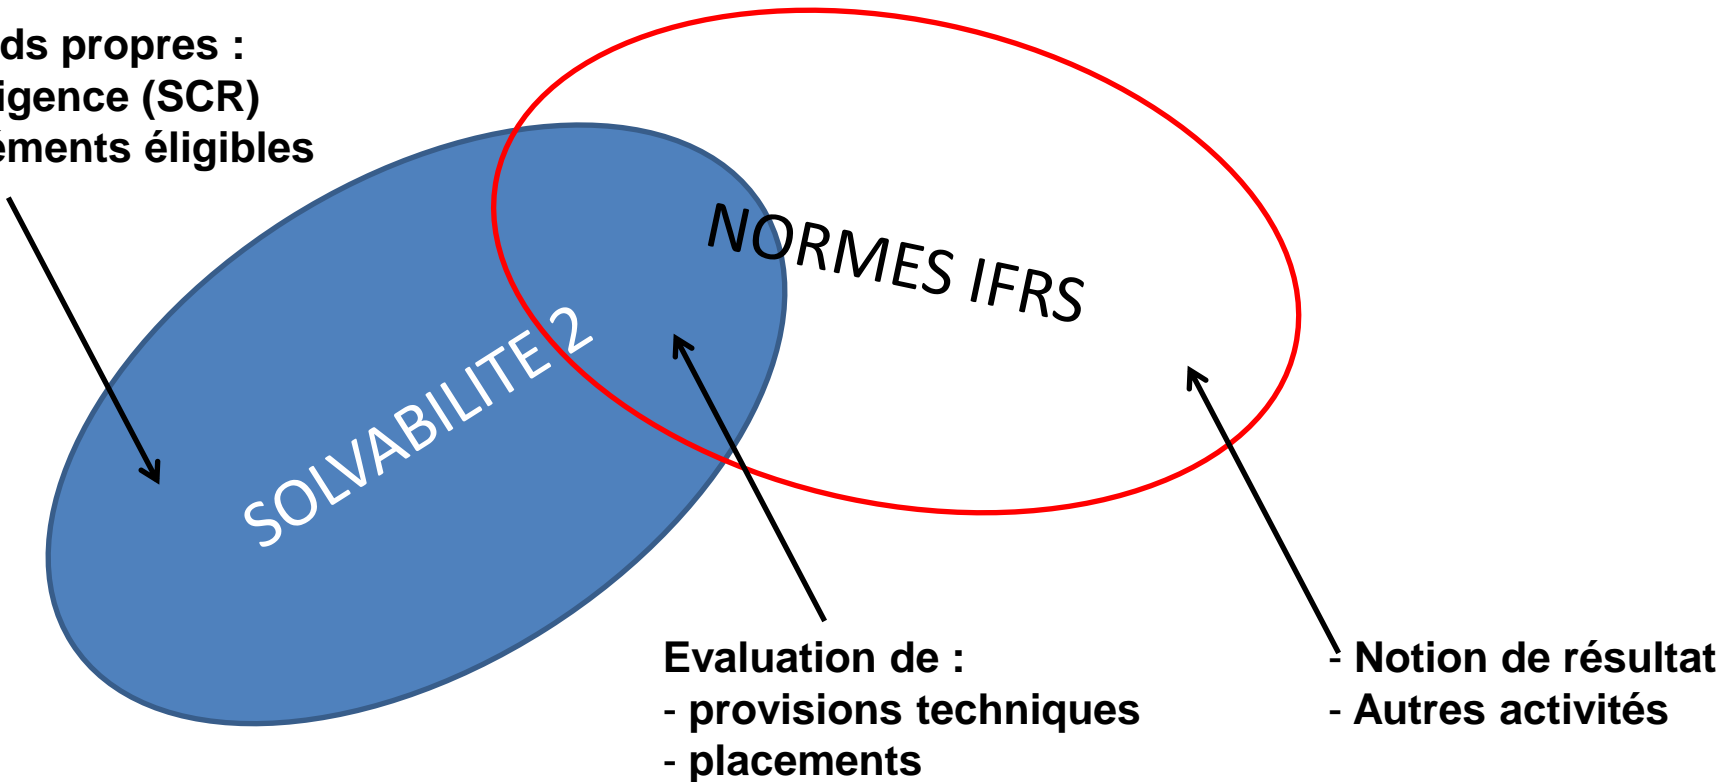 ds propres :
igence (SCR)
éments éligibles
NORMES IFRS
SOLVABILITE 2
Evaluation de :
- provisions techniques
- placements
- Notion de résultat
- Autres activités